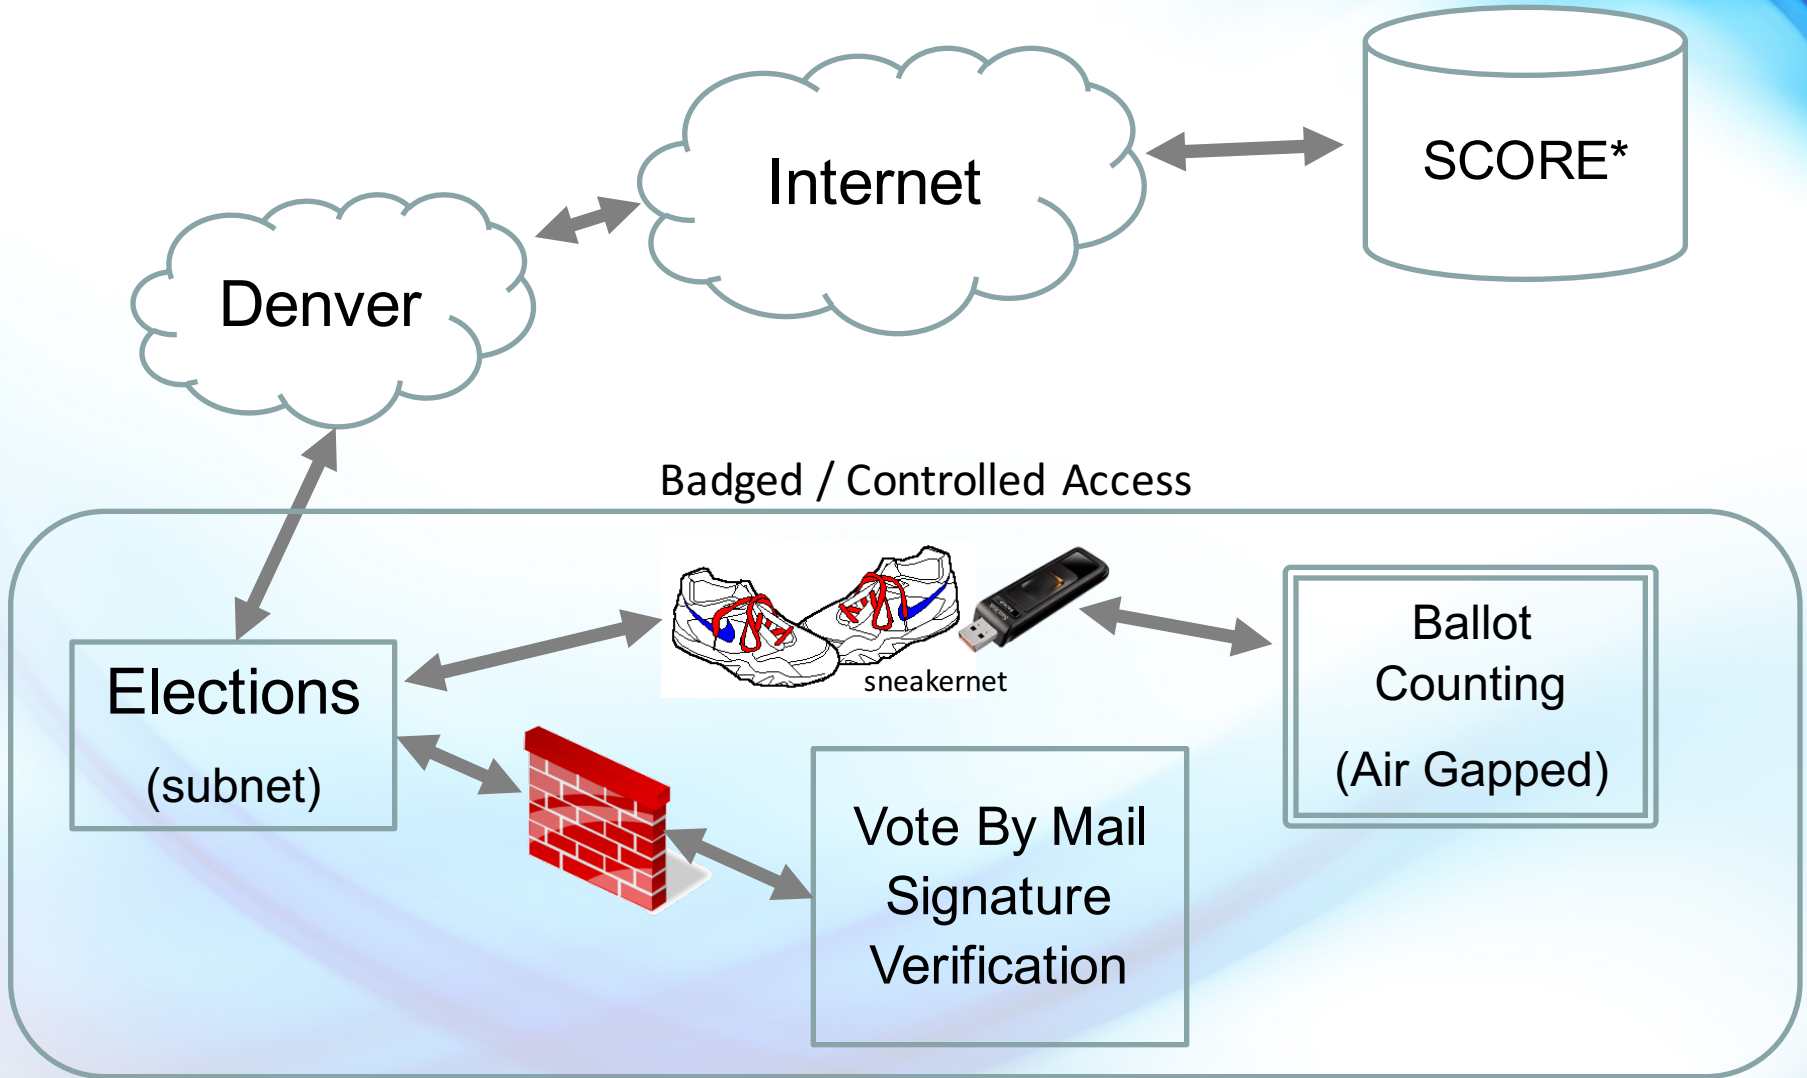 Internet
SCORE*
Denver
Badged / Controlled Access
sneakernet
Elections
(subnet)
Ballot
Counting
(Air Gapped)
Vote By Mail
Signature
Verification